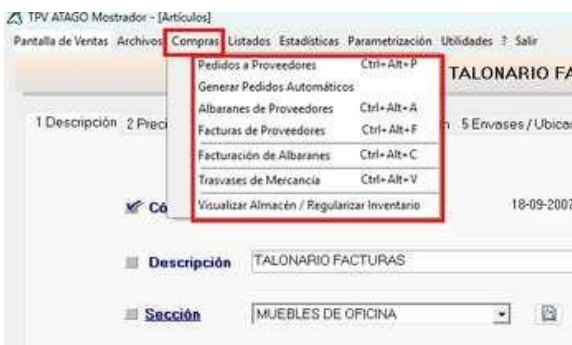 TPV ATAGO Mostrador - [Artículos]
Pantalla de Ventas Archivos Compras Listados Estadísticas Parametrización Utilidades ? Salir
Pedidos a Proveedores Ctrl+Alt+P
TALONARIO FA
Generar Pedidos Automáticos
Albaranes de Proveedores Ctrl+Alt+A
1 Descripción 2 Preci n 5 Envases / Ubicac
Facturas de Proveedores Ctrl+Alt+F
Facturación de Albaranes Ctrl+Alt+C
Trasvases de Mercancía Ctrl+Alt+V
Có Visualizar Almacén / Regularizar Inventario 18-09-2007
Descripción TALONARIO FACTURAS
Sección MUEBLES DE OFICINA